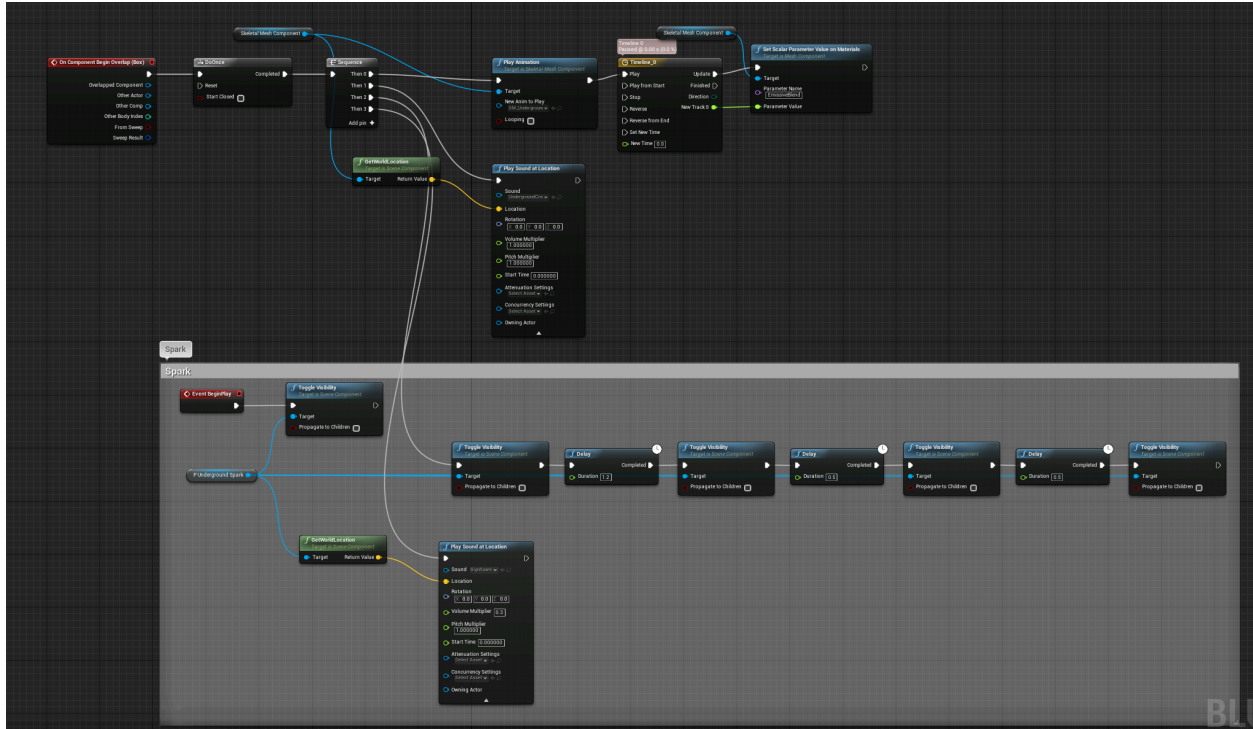 Skeletal Mesh Component
Skeletal Mesh Component
Timeline 0
Passed @ 0.00 s (0.0 %)
On Component Begin Overlap (Box)
Overlapped Component
Other Actor
Other Comp
Other Body Index
From Sweep
Sweep Result
DoOnce
Completed
Reset
Start Closed
Sequence
Then 0
Then 1
Then 2
Then 3
Add pin +
Play Animation
Target is Skeletal Mesh Component
Target
New Anim to Play
Looping
Timeline_0
Play
Update
Play from Start
Finished
Stop
Direction
Reverse
New Track 0
Reverse from End
Set New Time
New Time 0.0
Set Scalar Parameter Value on Materials
Target is Mesh Component
Target
Parameter Name
EmissiveBlend
Parameter Value
GetWorldLocation
Target is Scene Component
Target
Return Value
Play Sound at Location
Sound
Location
Rotation
X 0.0 Y 0.0 Z 0.0
Volume Multiplier
1.000000
Pitch Multiplier
1.000000
Start Time 0.000000
Attenuation Settings
Select Asset
Concurrency Settings
Select Asset
Owning Actor
Spark
Spark
Event BeginPlay
Toggle Visibility
Target is Scene Component
Target
Propagate to Children
P Underground Spark
Toggle Visibility
Target is Scene Component
Target
Propagate to Children
Delay
Completed
Duration 1.2
Toggle Visibility
Target is Scene Component
Target
Propagate to Children
Delay
Completed
Duration 0.5
Toggle Visibility
Target is Scene Component
Target
Propagate to Children
Delay
Completed
Duration 0.5
Toggle Visibility
Target is Scene Component
Target
Propagate to Children
GetWorldLocation
Target is Scene Component
Target
Return Value
Play Sound at Location
Sound
Location
Rotation
X 0.0 Y 0.0 Z 0.0
Volume Multiplier 0.3
Pitch Multiplier
1.000000
Start Time 0.000000
Attenuation Settings
Select Asset
Concurrency Settings
Select Asset
Owning Actor